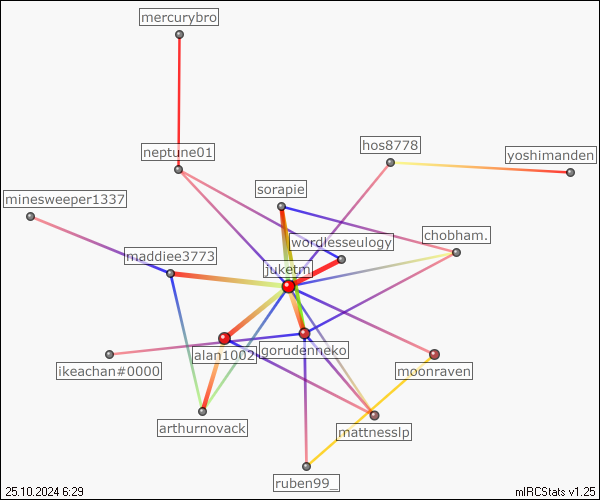 mercurybro
neptune01
hos8778
yoshimanden
sorapie
minesweeper1337
chobham.
wordlesseulogy
maddiee3773
juketm
alan1002
gorudenneko
ikeachan#0000
moonraven
arthurnovack
mattnesslp
ruben99_
25.10.2024 6:29
mIRCStats v1.25